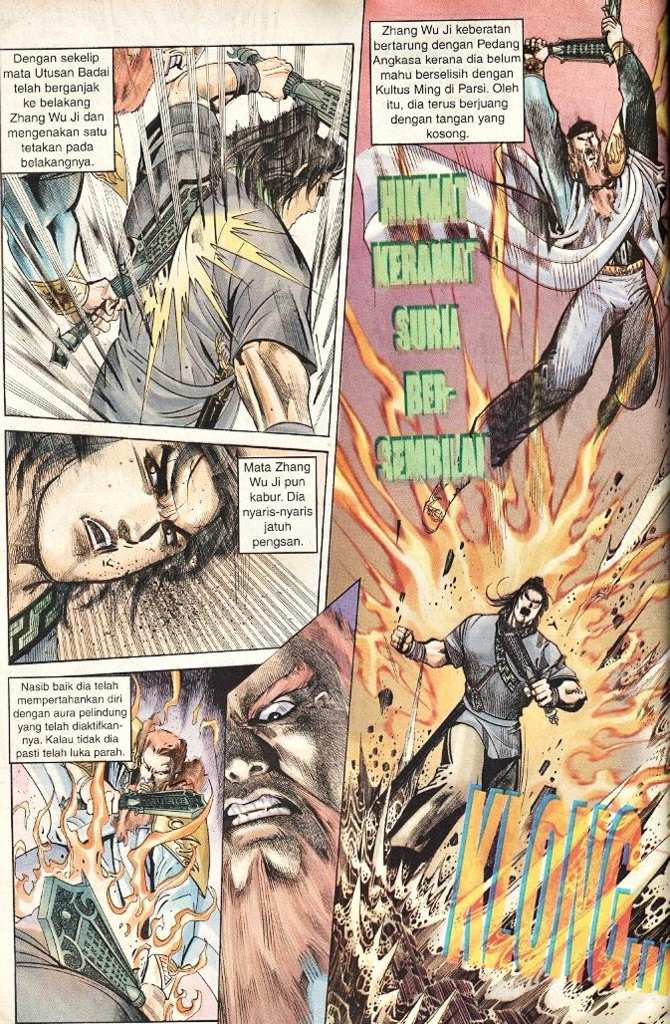 Dengan sekelip
mata Utusan Badai
telah berganjak
ke belakang
Zhang Wu Ji dan
mengenakan satu
tetakan pada
belakangnya.
Mata Zhang
Wu Ji pun
kabur. Dia
nyaris-nyaris
jatuh
pengsan.
Nasib baik dia telah
mempertahankan diri
dengan aura pelindung
yang telah diaktifkan-
nya. Kalau tidak dia
pasti telah luka parah.
Zhang Wu Ji keberatan
bertarung dengan Pedang
Angkasa kerana dia belum
mahu berselisih dengan
Kultus Ming di Parsi. Oleh
itu, dia terus berjuang
dengan tangan yang
kosong.
HIKMAT
KERAMAT
SURIA
BER-
SEMBILAN
KLONG...